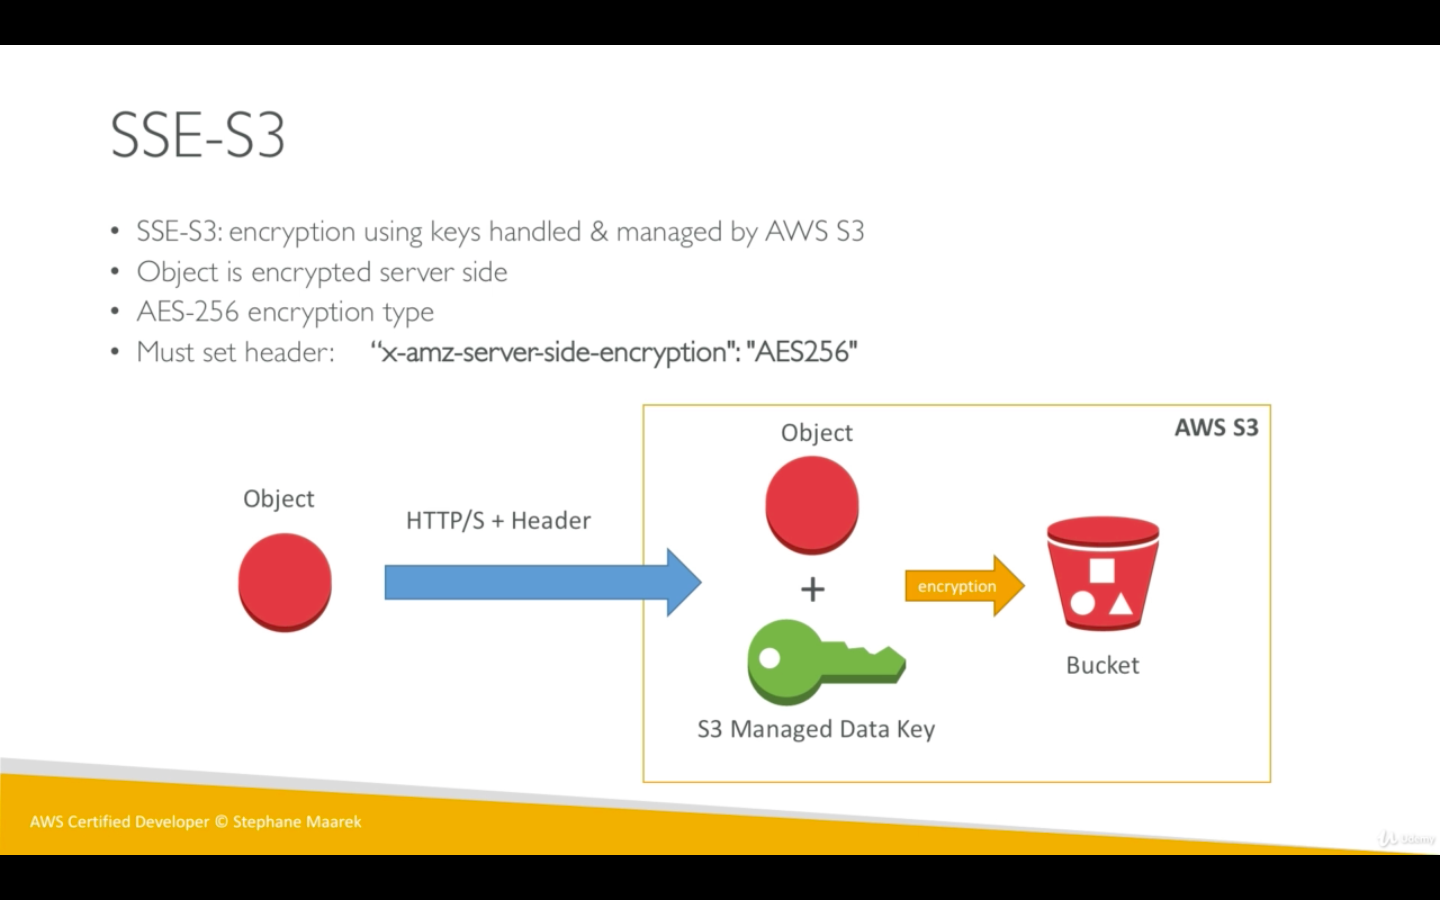 SSE-S3
• SSE-S3: encryption using keys handled & managed by AWS S3
• Object is encrypted server side
• AES-256 encryption type
• Must set header: “x-amz-server-side-encryption": "AES256"
AWS S3
Object
Object
HTTP/S + Header
+
encryption
S3 Managed Data Key
Bucket
AWS Certified Developer © Stephane Maarek
Udemy